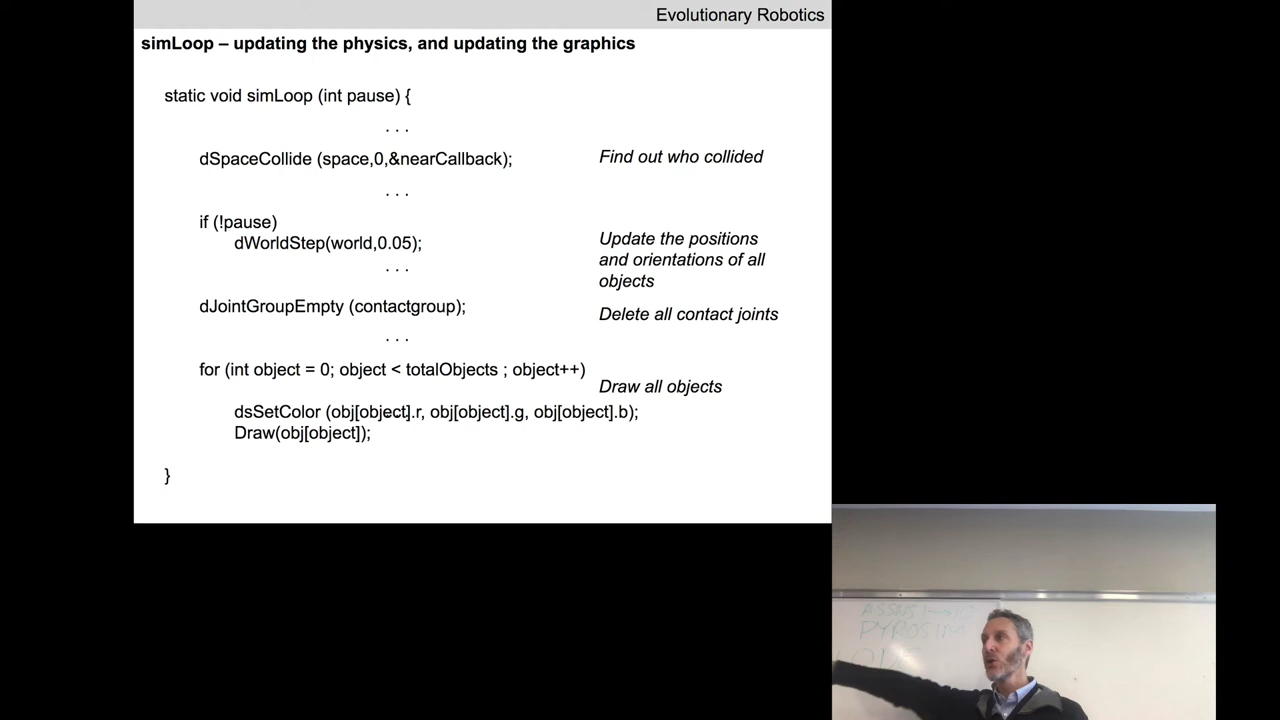 Evolutionary Robotics
simLoop – updating the physics, and updating the graphics
static void simLoop (int pause) {
. . .
dSpaceCollide (space,0,&nearCallback);
Find out who collided
. . .
if (!pause)
dWorldStep(world,0.05);
Update the positions
and orientations of all
objects
. . .
dJointGroupEmpty (contactgroup);
Delete all contact joints
. . .
for (int object = 0; object < totalObjects ; object++)
Draw all objects
dsSetColor (obj[object].r, obj[object].g, obj[object].b);
Draw(obj[object]);
}
PYROSIM